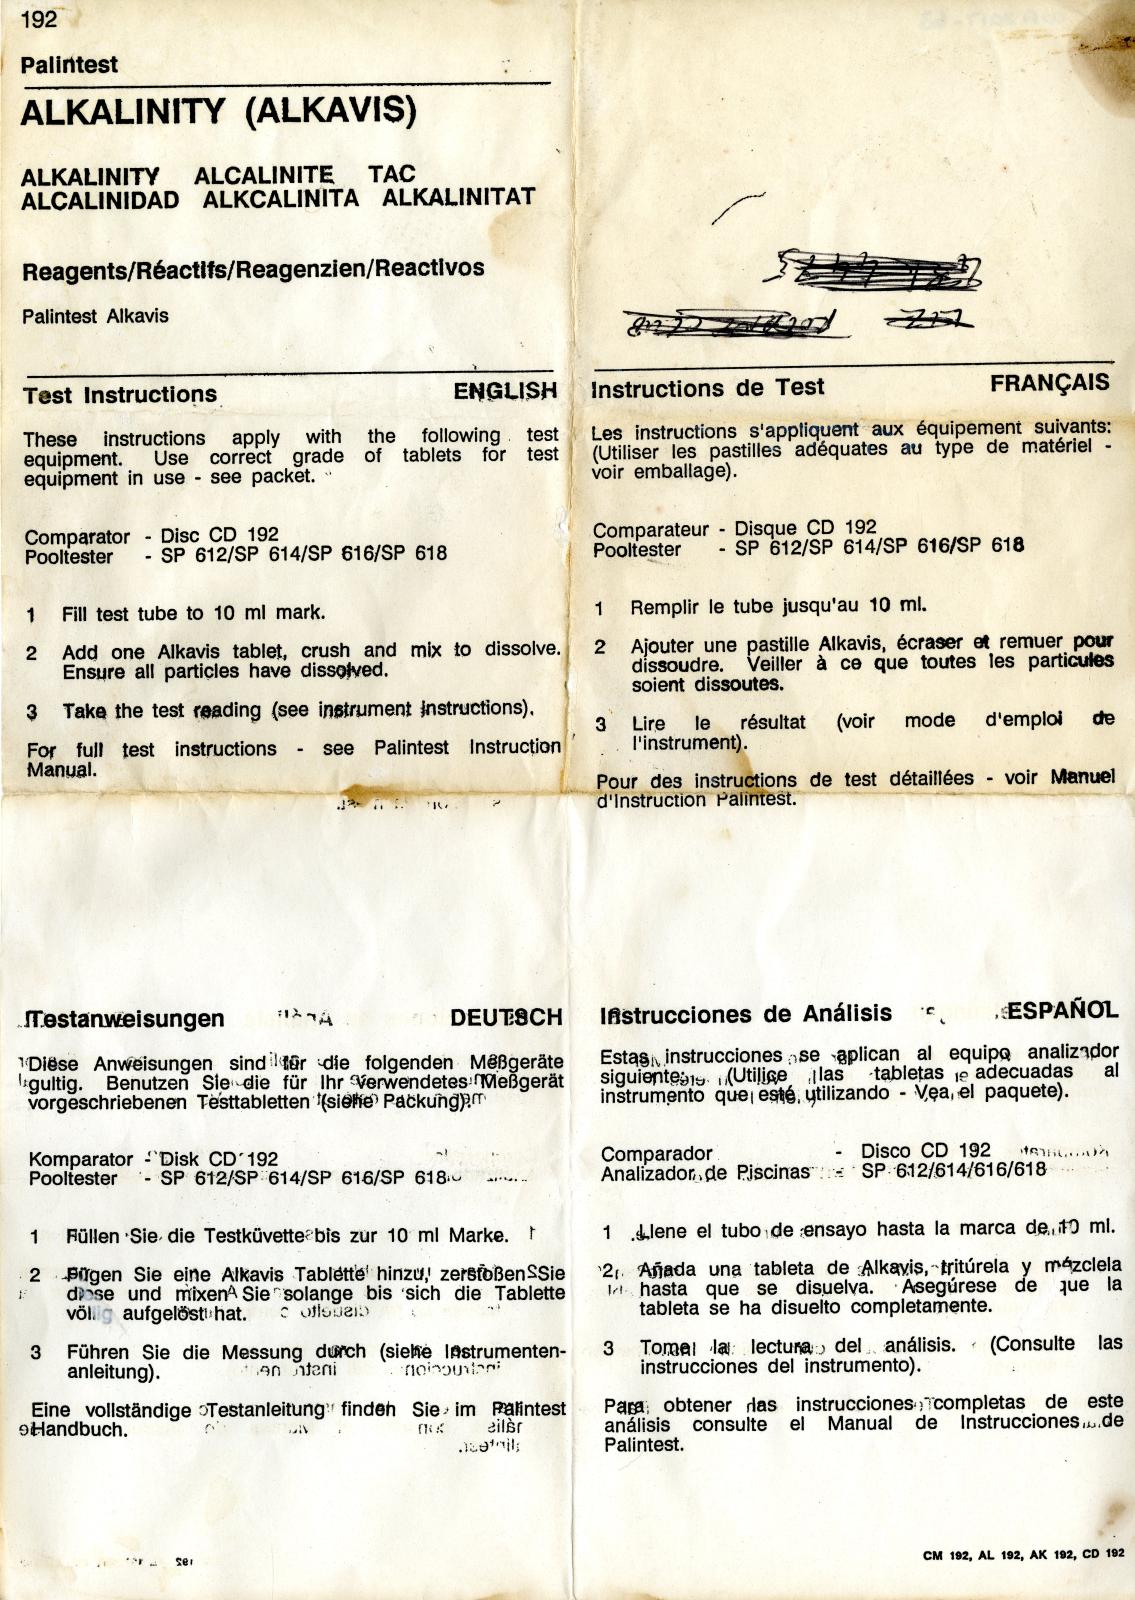 192
Palintest
ALKALINITY (ALKAVIS)
ALKALINITY ALCALINITE TAC
ALCALINIDAD ALKCALINITA ALKALINITAT
Reagents/Réactifs/Reagenzien/Reactivos
Palintest Alkavis
Test Instructions ENGLISH
These instructions apply with the following test
equipment. Use correct grade of tablets for test
equipment in use - see packet.
Comparator - Disc CD 192
Pooltester - SP 612/SP 614/SP 616/SP 618
1 Fill test tube to 10 ml mark.
2 Add one Alkavis tablet, crush and mix to dissolve.
Ensure all particles have dissolved.
3 Take the test reading (see instrument instructions).
For full test instructions - see Palintest Instruction
Manual.
Instructions de Test FRANÇAIS
Les instructions s'appliquent aux équipement suivants:
(Utiliser les pastilles adéquates au type de matériel -
voir emballage).
Comparateur - Disque CD 192
Pooltester - SP 612/SP 614/SP 616/SP 618
1 Remplir le tube jusqu'au 10 ml.
2 Ajouter une pastille Alkavis, écraser et remuer pour
dissoudre. Veiller à ce que toutes les particules
soient dissoutes.
3 Lire le résultat (voir mode d'emploi de
l'instrument).
Pour des instructions de test détaillées - voir Manuel
d'Instruction Palintest.
Testanweisungen DEUTSCH
Diese Anweisungen sind für die folgenden Meßgeräte
gultig. Benutzen Sie die für Ihr verwendetes Meßgerät
vorgeschriebenen Testtabletten (siehe Packung).
Komparator - Disk CD 192
Pooltester - SP 612/SP 614/SP 616/SP 618
1 Füllen Sie die Testküvette bis zur 10 ml Marke.
2 Fügen Sie eine Alkavis Tablette hinzu, zerstoßen Sie
diese und mixen Sie solange bis sich die Tablette
völlig aufgelöst hat.
3 Führen Sie die Messung durch (siehe Instrumenten-
anleitung).
Eine vollständige Testanleitung finden Sie im Palintest
Handbuch.
Instrucciones de Análisis ESPAÑOL
Estas instrucciones se aplican al equipo analizador
siguiente: (Utilice las tabletas adecuadas al
instrumento que esté utilizando - Vea el paquete).
Comparador - Disco CD 192
Analizador de Piscinas - SP 612/614/616/618
1 Llene el tubo de ensayo hasta la marca de 10 ml.
2 Añada una tableta de Alkavis, tritúrela y mézclela
hasta que se disuelva. Asegúrese de que la
tableta se ha disuelto completamente.
3 Tome la lectura del análisis. (Consulte las
instrucciones del instrumento).
Para obtener las instrucciones completas de este
análisis consulte el Manual de Instrucciones de
Palintest.
CM 192, AL 192, AK 192, CD 192